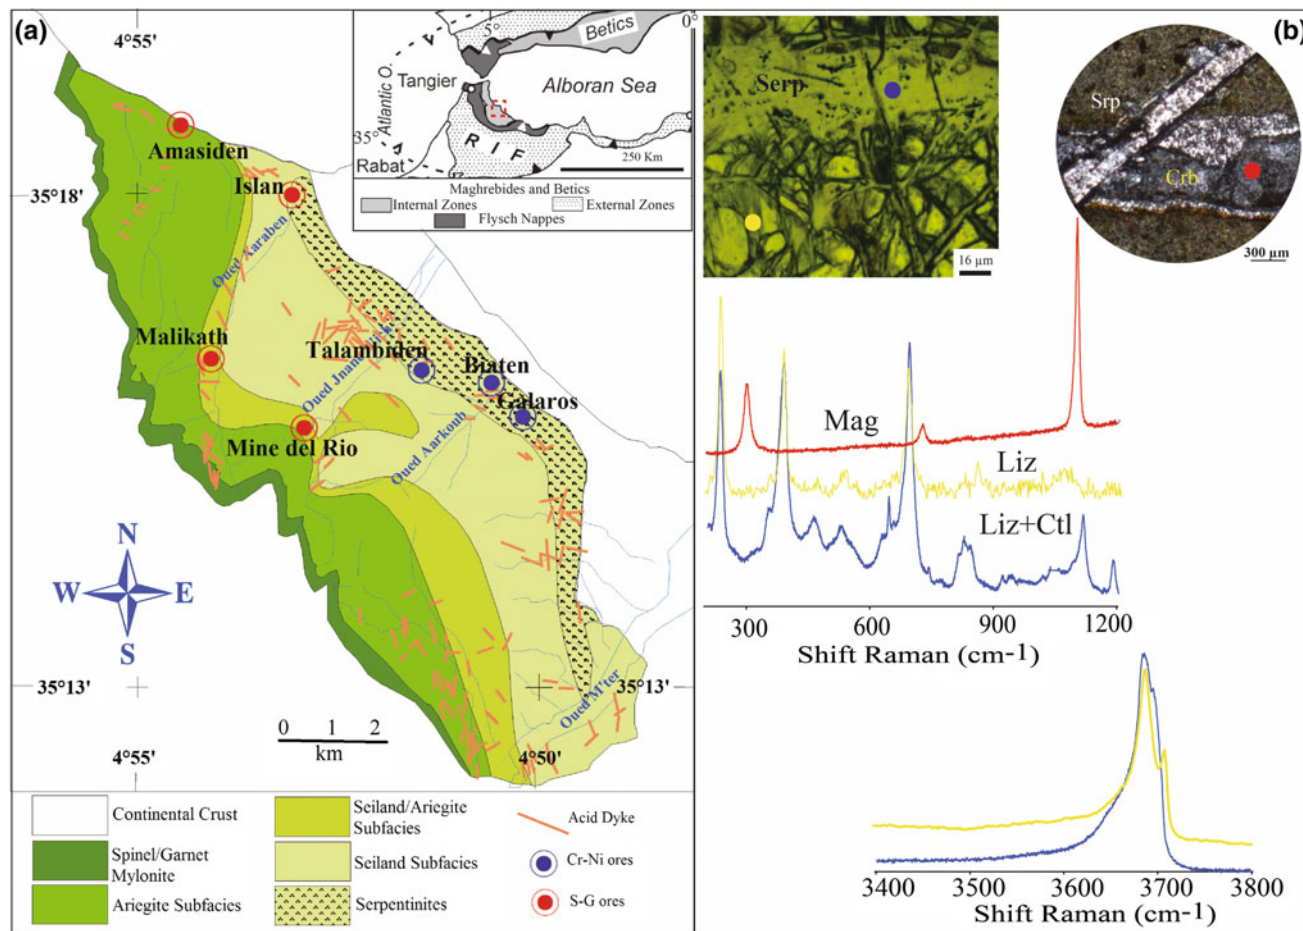 (a)
4°55'
35°18'
Amasiden
Islan
Oued Xaraben
Malikath
Talambiden
Biaten
Galaros
Mine del Rio
Oued Aarkoub
N
W E
S
35°13'
35°13'
Oued M'ter
0 1 2
km
4°55'
4°50'
5°
0°
Betics
Tangier
Atlantic O.
Alboran Sea
35°
RIF
Rabat
250 Km
Maghrebides and Betics
Internal Zones
External Zones
Flysch Nappes
Continental Crust
Spinel/Garnet
Mylonite
Ariegite Subfacies
Seiland/Ariegite
Subfacies
Seiland Subfacies
Serpentinites
Acid Dyke
Cr-Ni ores
S-G ores
(b)
Serp
16 µm
Srp
Crb
300 µm
Mag
Liz
Liz+Ctl
300 600 900 1200
Shift Raman (cm-1)
3400 3500 3600 3700 3800
Shift Raman (cm-1)